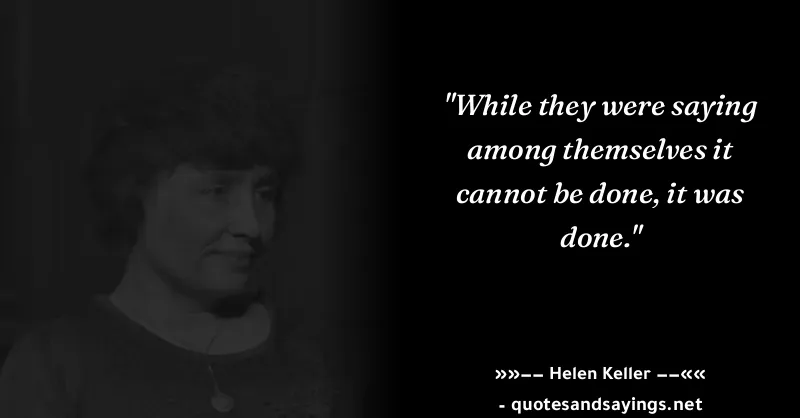 "While they were saying
among themselves it
cannot be done, it was
done."
»»–– Helen Keller ––««
- quotesandsayings.net